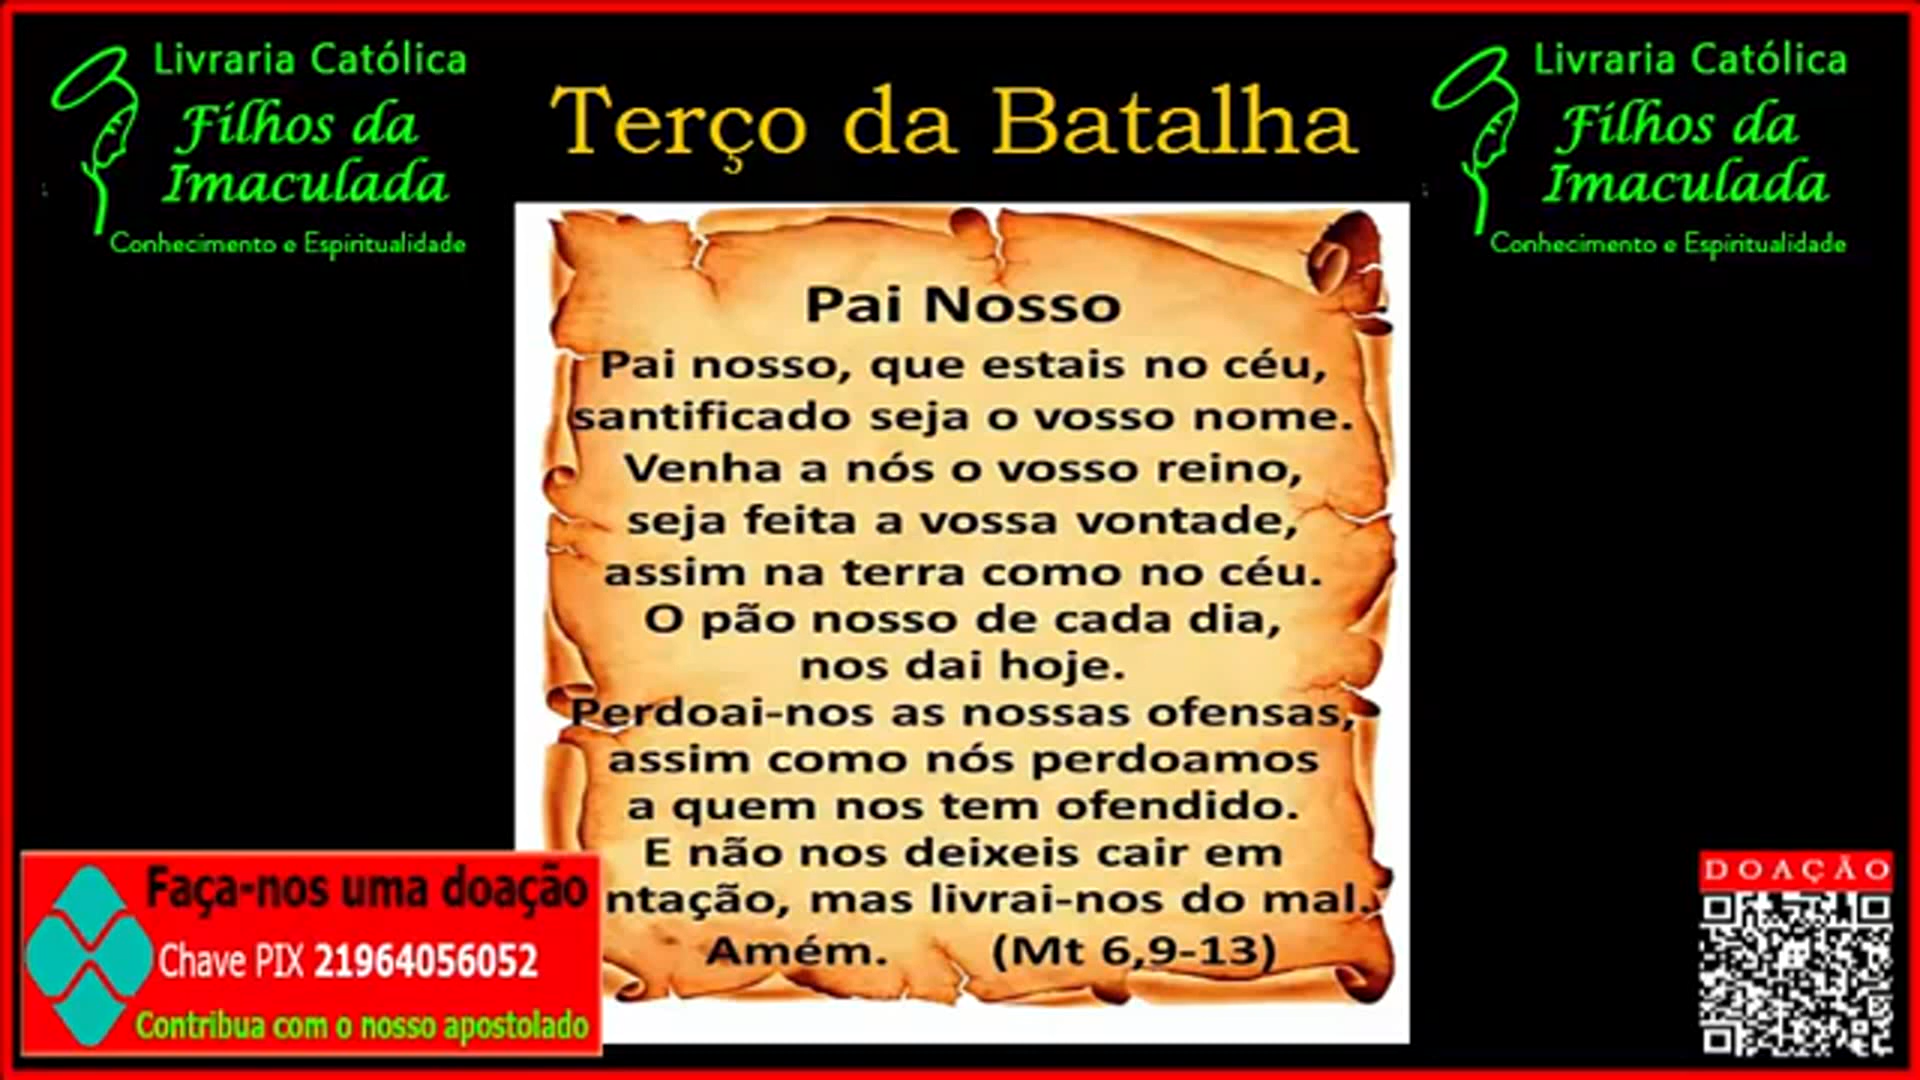 Livraria Católica
Filhos da
Imaculada
Conhecimento e Espiritualidade
Terço da Batalha
Livraria Católica
Filhos da
Imaculada
Conhecimento e Espiritualidade
Pai Nosso
Pai nosso, que estais no céu,
santificado seja o vosso nome.
Venha a nós o vosso reino,
seja feita a vossa vontade,
assim na terra como no céu.
O pão nosso de cada dia,
nos dai hoje.
Perdoai-nos as nossas ofensas,
assim como nós perdoamos
a quem nos tem ofendido.
E não nos deixeis cair em
ntação, mas livrai-nos do mal.
Amém. (Mt 6,9-13)
Faça-nos uma doação
Chave PIX 21964056052
Contribua com o nosso apostolado
DOAÇÃO